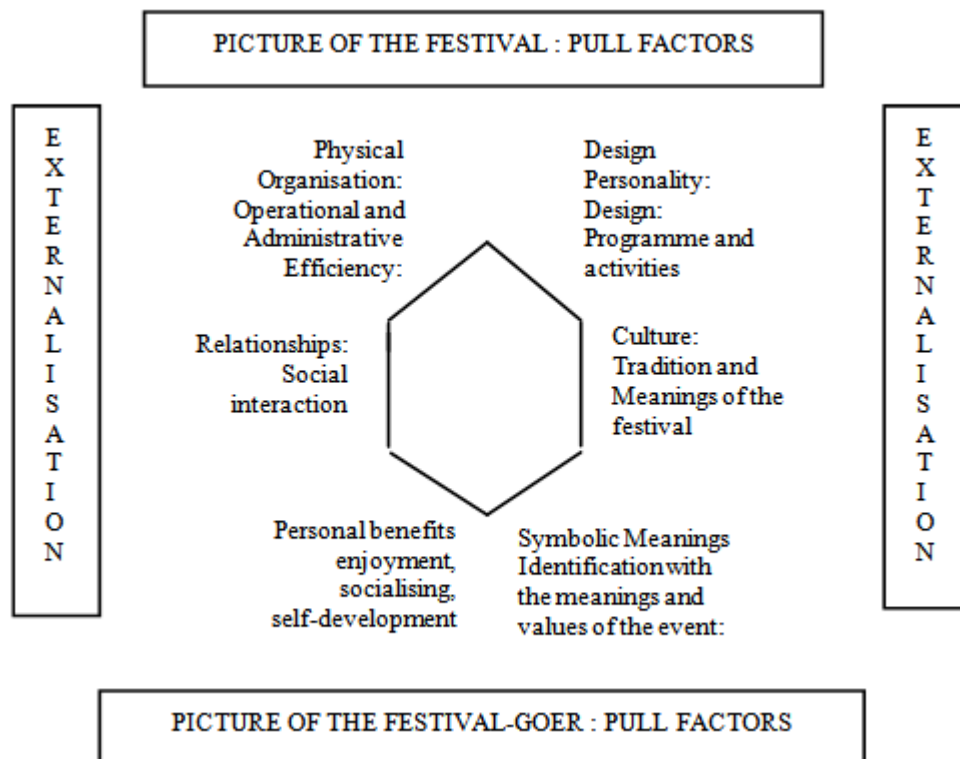 PICTURE OF THE FESTIVAL : PULL FACTORS
EXTERNALISATION
Physical
Organisation:
Operational and
Administrative
Efficiency:
Design
Personality:
Design:
Programme and
activities
Relationships:
Social
interaction
Culture:
Tradition and
Meanings of the
festival
Personal benefits
enjoyment,
socialising,
self-development
Symbolic Meanings
Identification with
the meanings and
values of the event:
EXTERNALISATION
PICTURE OF THE FESTIVAL-GOER : PULL FACTORS